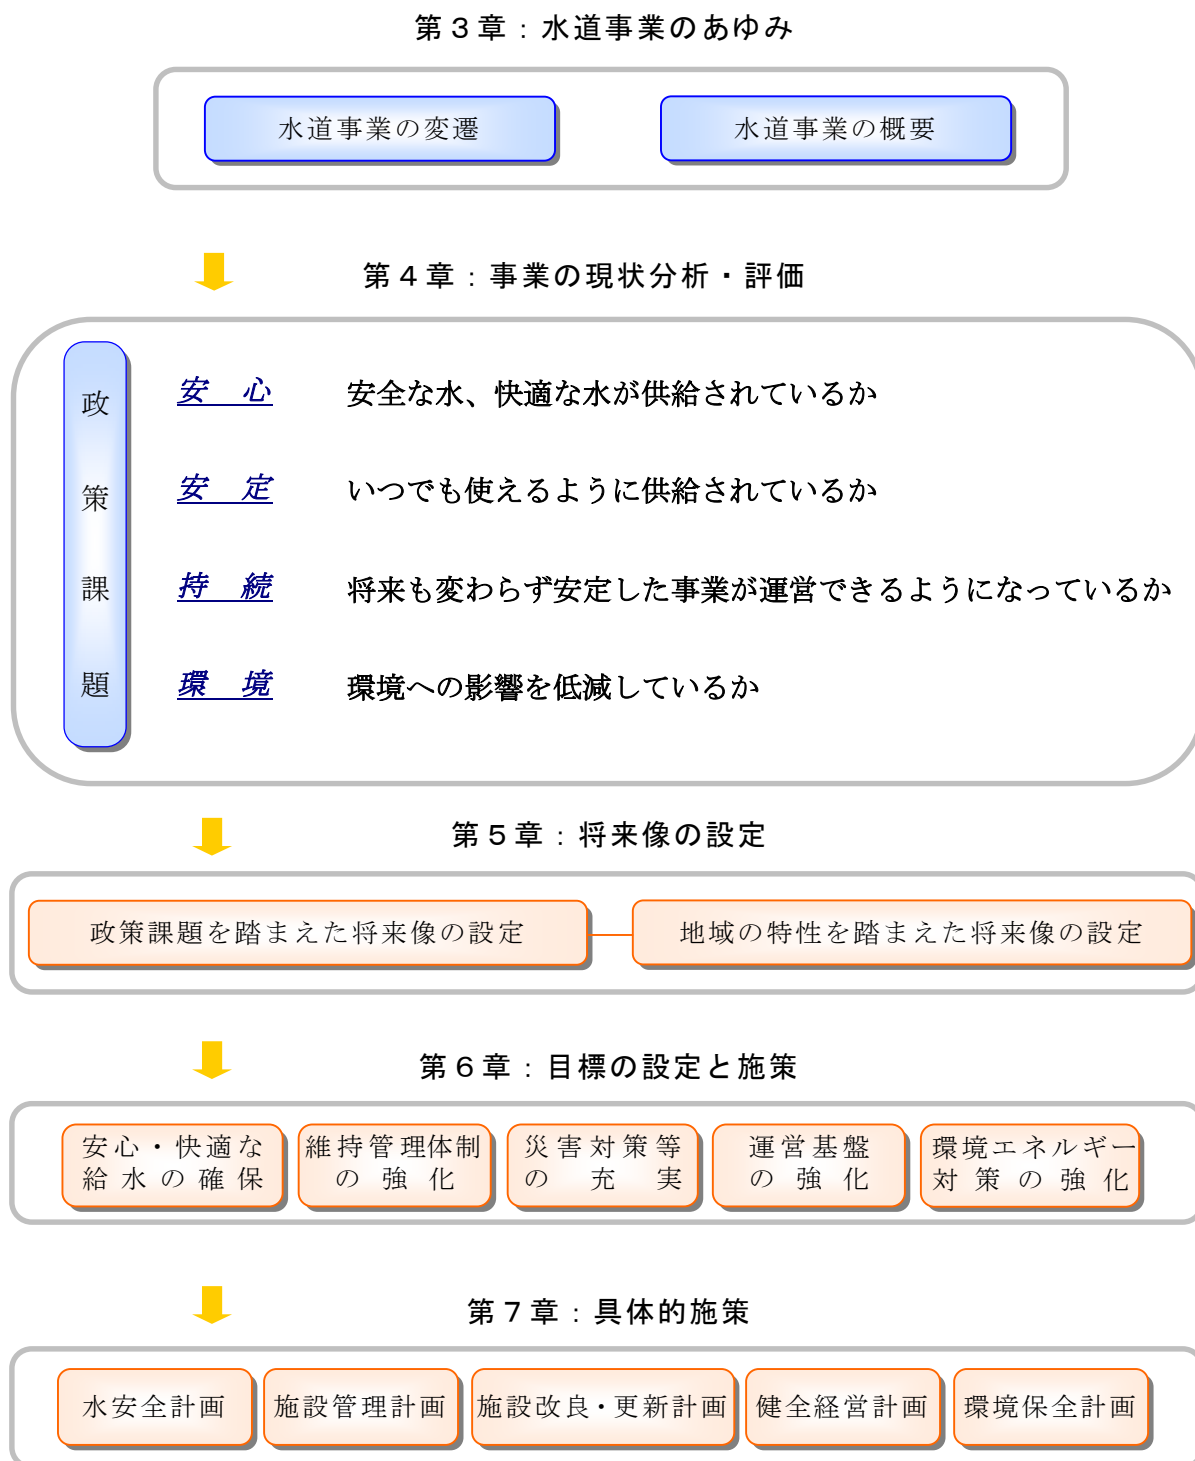 第３章：水道事業のあゆみ
水道事業の変遷
水道事業の概要
第４章：事業の現状分析・評価
政策課題
安 心 安全な水、快適な水が供給されているか
安 定 いつでも使えるように供給されているか
持 続 将来も変わらず安定した事業が運営できるようになっているか
環 境 環境への影響を低減しているか
第５章：将来像の設定
政策課題を踏まえた将来像の設定
地域の特性を踏まえた将来像の設定
第６章：目標の設定と施策
安心・快適な
給水の確保
維持管理体制
の強化
災害対策等
の充実
運営基盤
の強化
環境エネルギー
対策の強化
第７章：具体的施策
水安全計画
施設管理計画
施設改良・更新計画
健全経営計画
環境保全計画